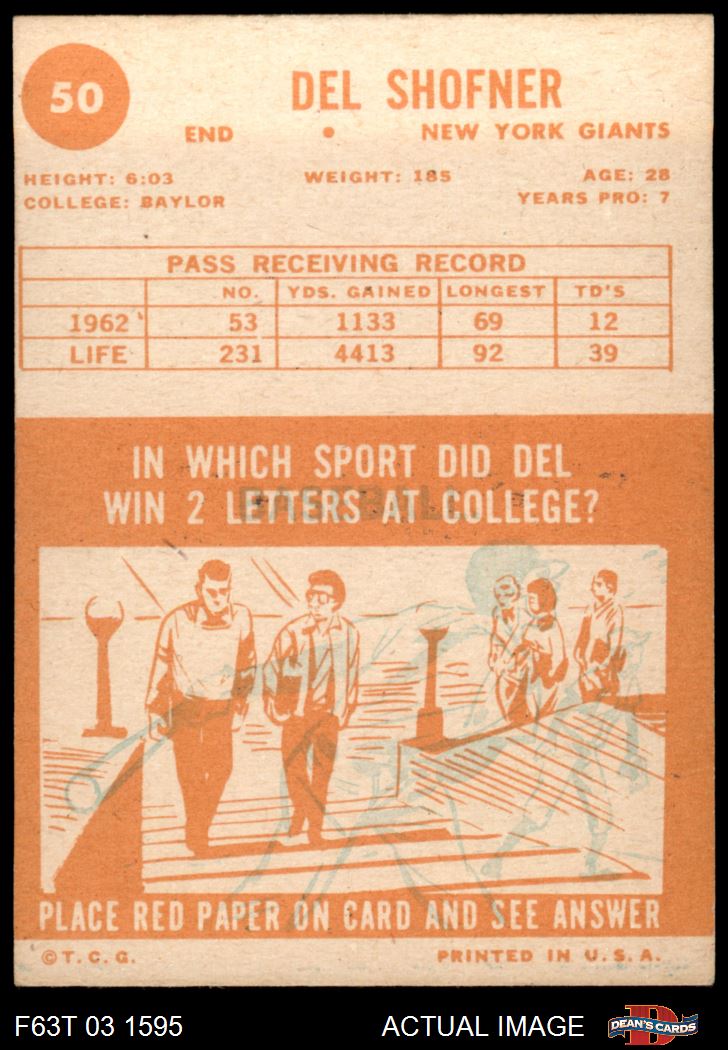 50
DEL SHOFNER
END • NEW YORK GIANTS
HEIGHT: 6:03 WEIGHT: 185 AGE: 28
COLLEGE: BAYLOR YEARS PRO: 7
PASS RECEIVING RECORD
NO. YDS. GAINED LONGEST TD'S
1962 53 1133 69 12
LIFE 231 4413 92 39
IN WHICH SPORT DID DEL
WIN 2 LETTERS AT COLLEGE?
BASEBALL
PLACE RED PAPER ON CARD AND SEE ANSWER
© T. C. G. PRINTED IN U. S. A.
F63T 03 1595 ACTUAL IMAGE D DEAN'S CARDS